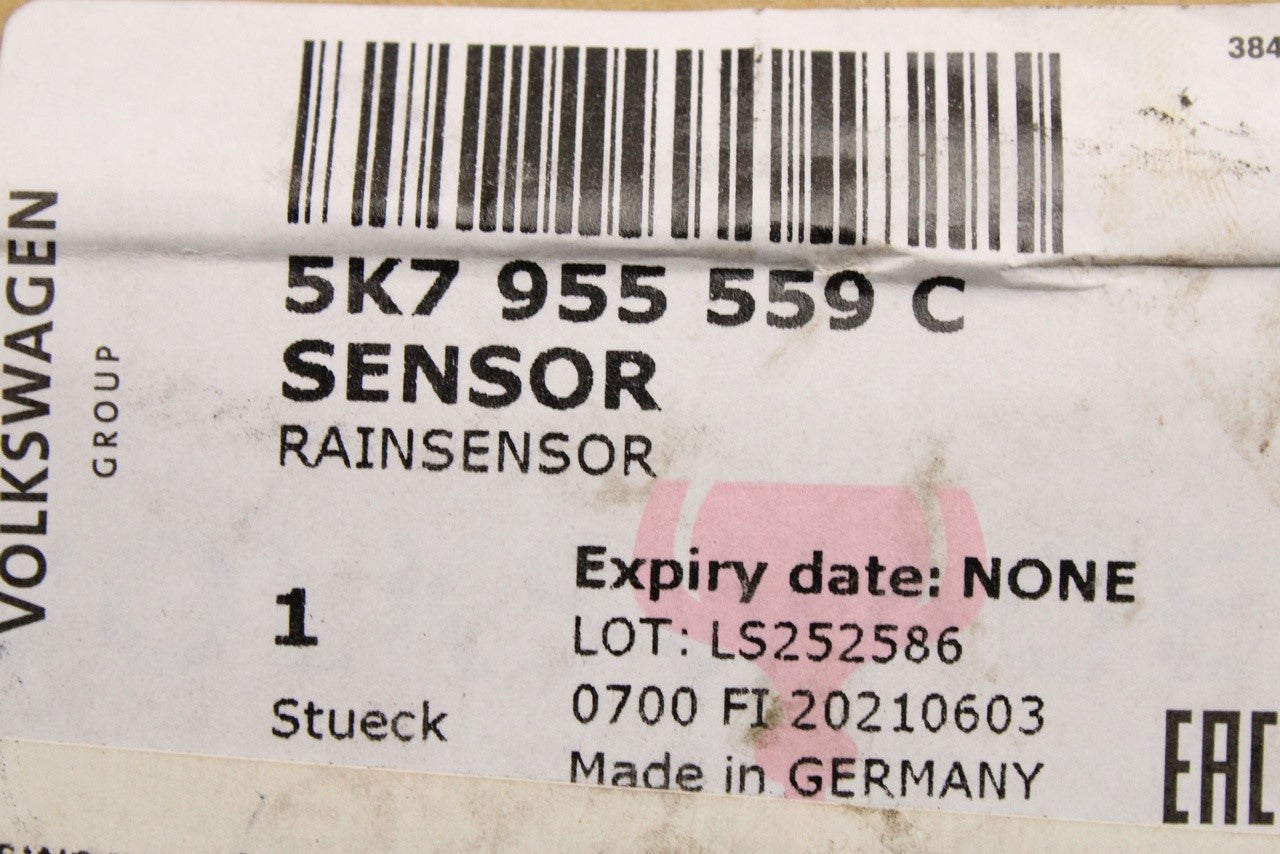 384
VOLKSWAGEN
GROUP
5K7 955 559 C
SENSOR
RAINSENSOR
1
Stueck
Expiry date: NONE
LOT: LS252586
0700 FI 20210603
Made in GERMANY
EAC